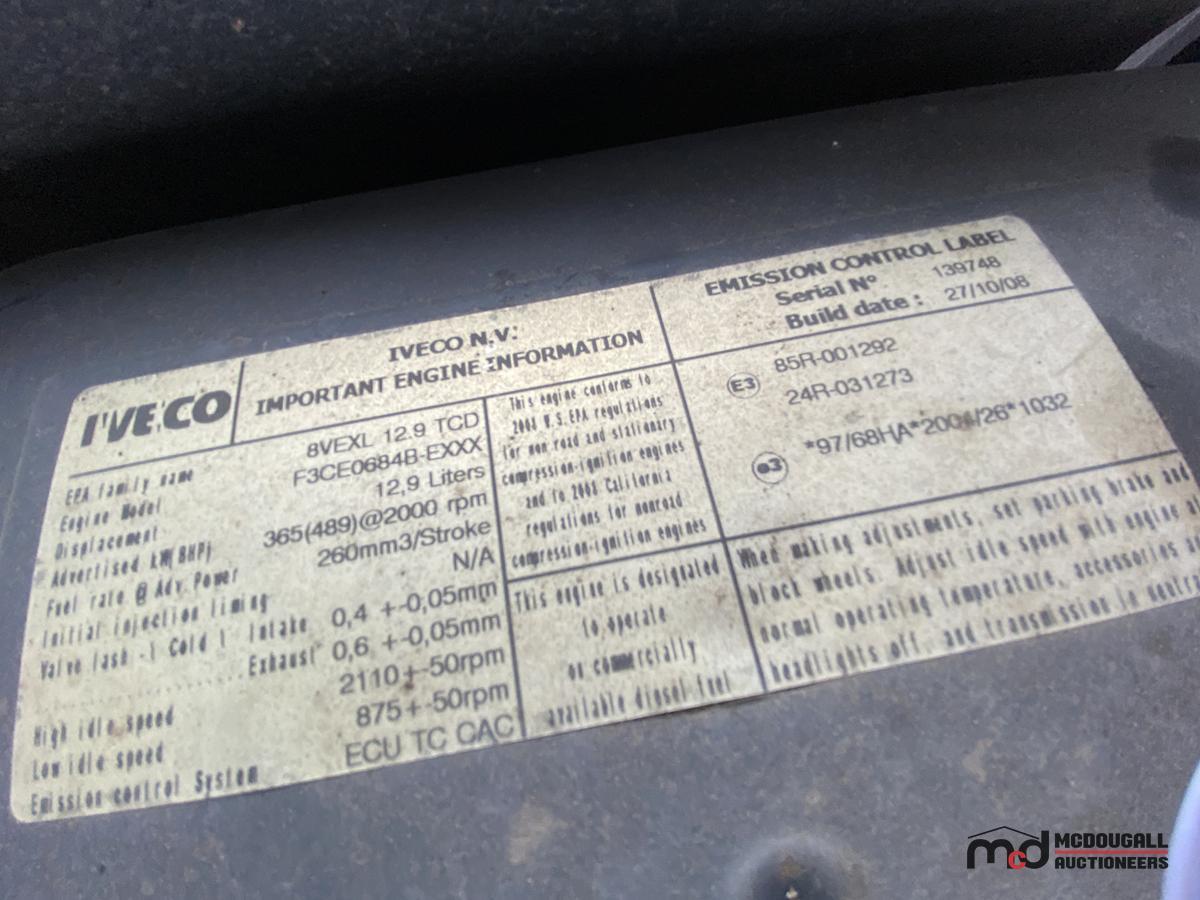 IVECO
IVECO N.V.
IMPORTANT ENGINE INFORMATION
EMISSION CONTROL LABEL
Serial N° 139748
Build date : 27/10/08
EPA family name 8VEXL 12.9 TCD
Engine Model F3CE0684B-EXXX
Displacement 12,9 Liters
Advertised kW(BHP) 365(489)@2000 rpm
Fuel rate @ Adv. Power 260mm3/Stroke
Initial injection timing N/A
Valve lash -( Cold ) Intake 0,4 +-0,05mm
Exhaust 0,6 +-0,05mm
High idle speed 2110+-50rpm
Low idle speed 875+-50rpm
Emission control System ECU TC CAC
This engine conforms to
2008 U.S.EPA regulations
for non road and stationary
compression-ignition engines
and to 2008 California
regulations for nonroad
compression-ignition engines
This engine is designated
to operate
on commercially
available diesel fuel
E3 85R-001292
24R-031273
e3 *97/68HA*2004/26*1032
When making adjustments, set parking brake and
block wheels. Adjust idle speed with engine
normal operating temperature, accessories
headlights off, and transmission in neutral
mcd MCDOUGALL
AUCTIONEERS